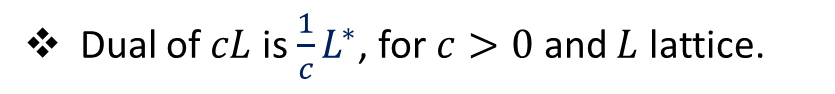 ❖ Dual of cL is 1/c L*, for c > 0 and L lattice.